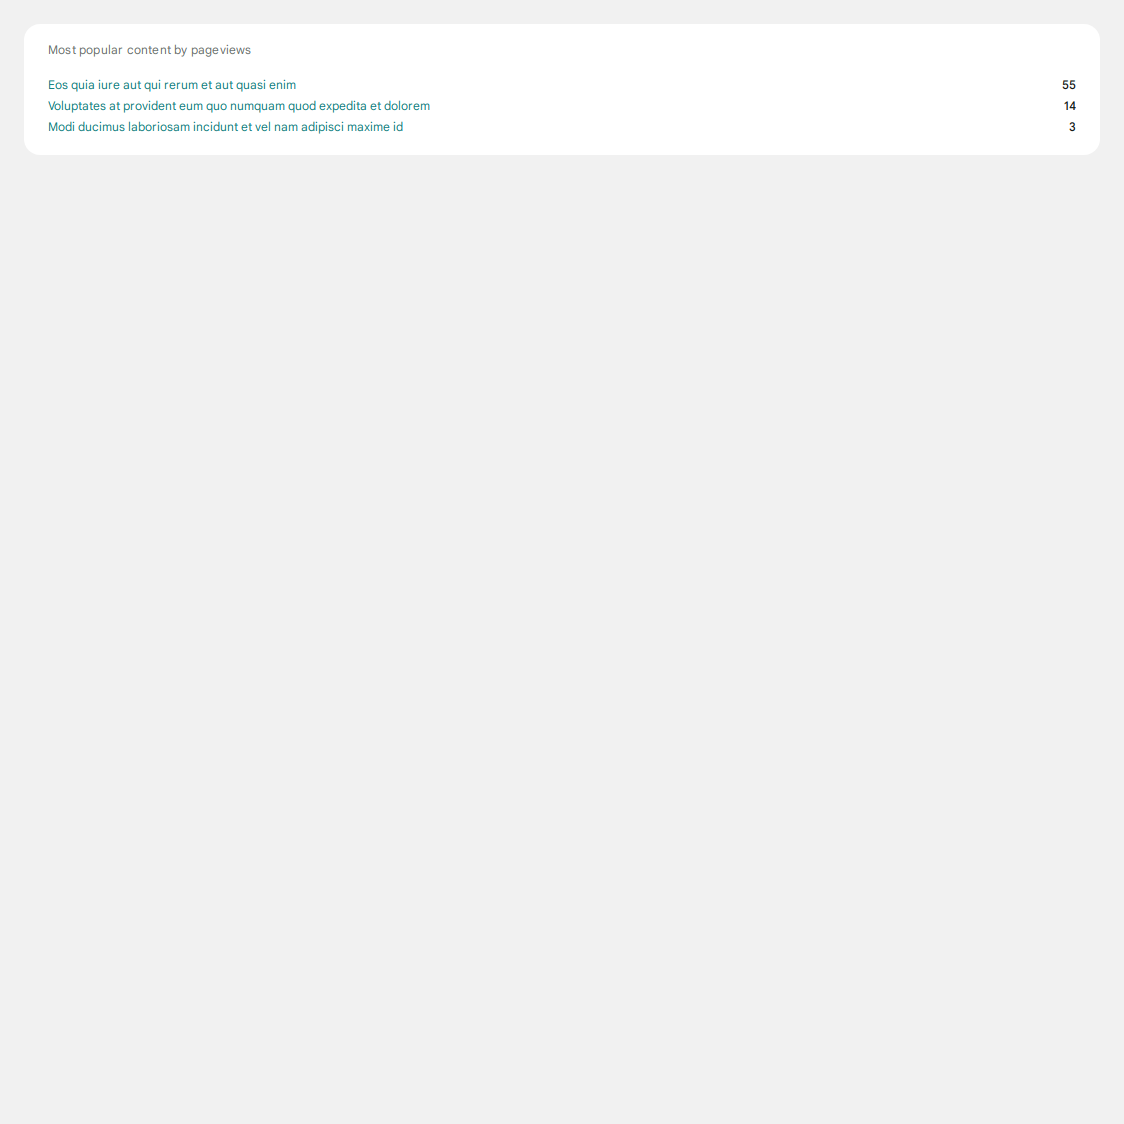 Most popular content by pageviews
Eos quia iure aut qui rerum et aut quasi enim 55
Voluptates at provident eum quo numquam quod expedita et dolorem 14
Modi ducimus laboriosam incidunt et vel nam adipisci maxime id 3